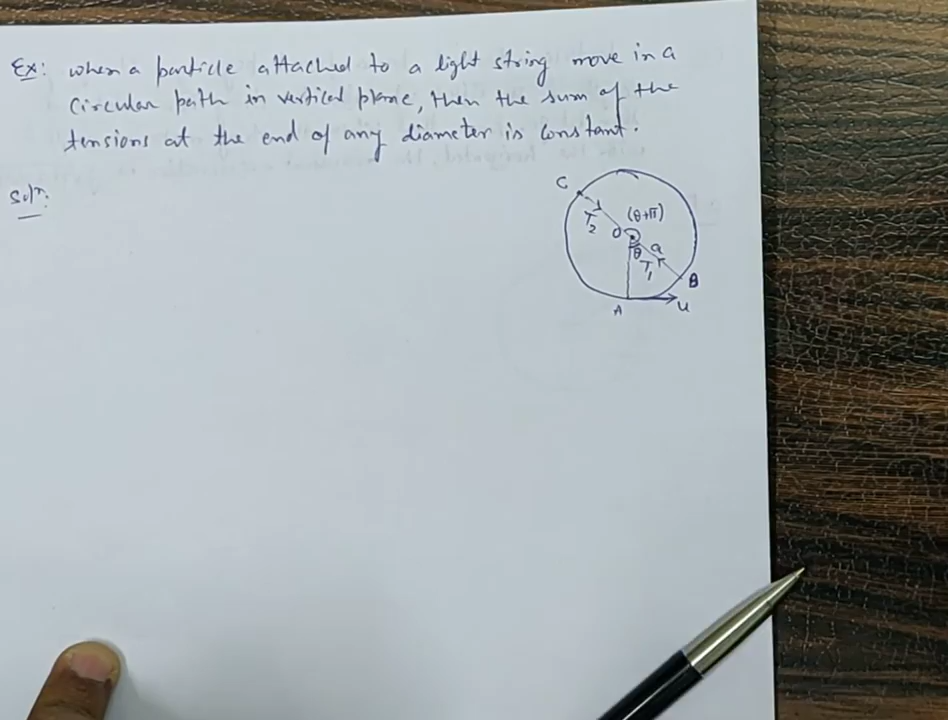 Ex: when a particle attached to a light string move in a
Circular path in vertical plane, then the sum of the
tensions at the end of any diameter is constant.
Solⁿ:
C
T₂
(θ+π)
O
θ
a
T₁
B
A
u